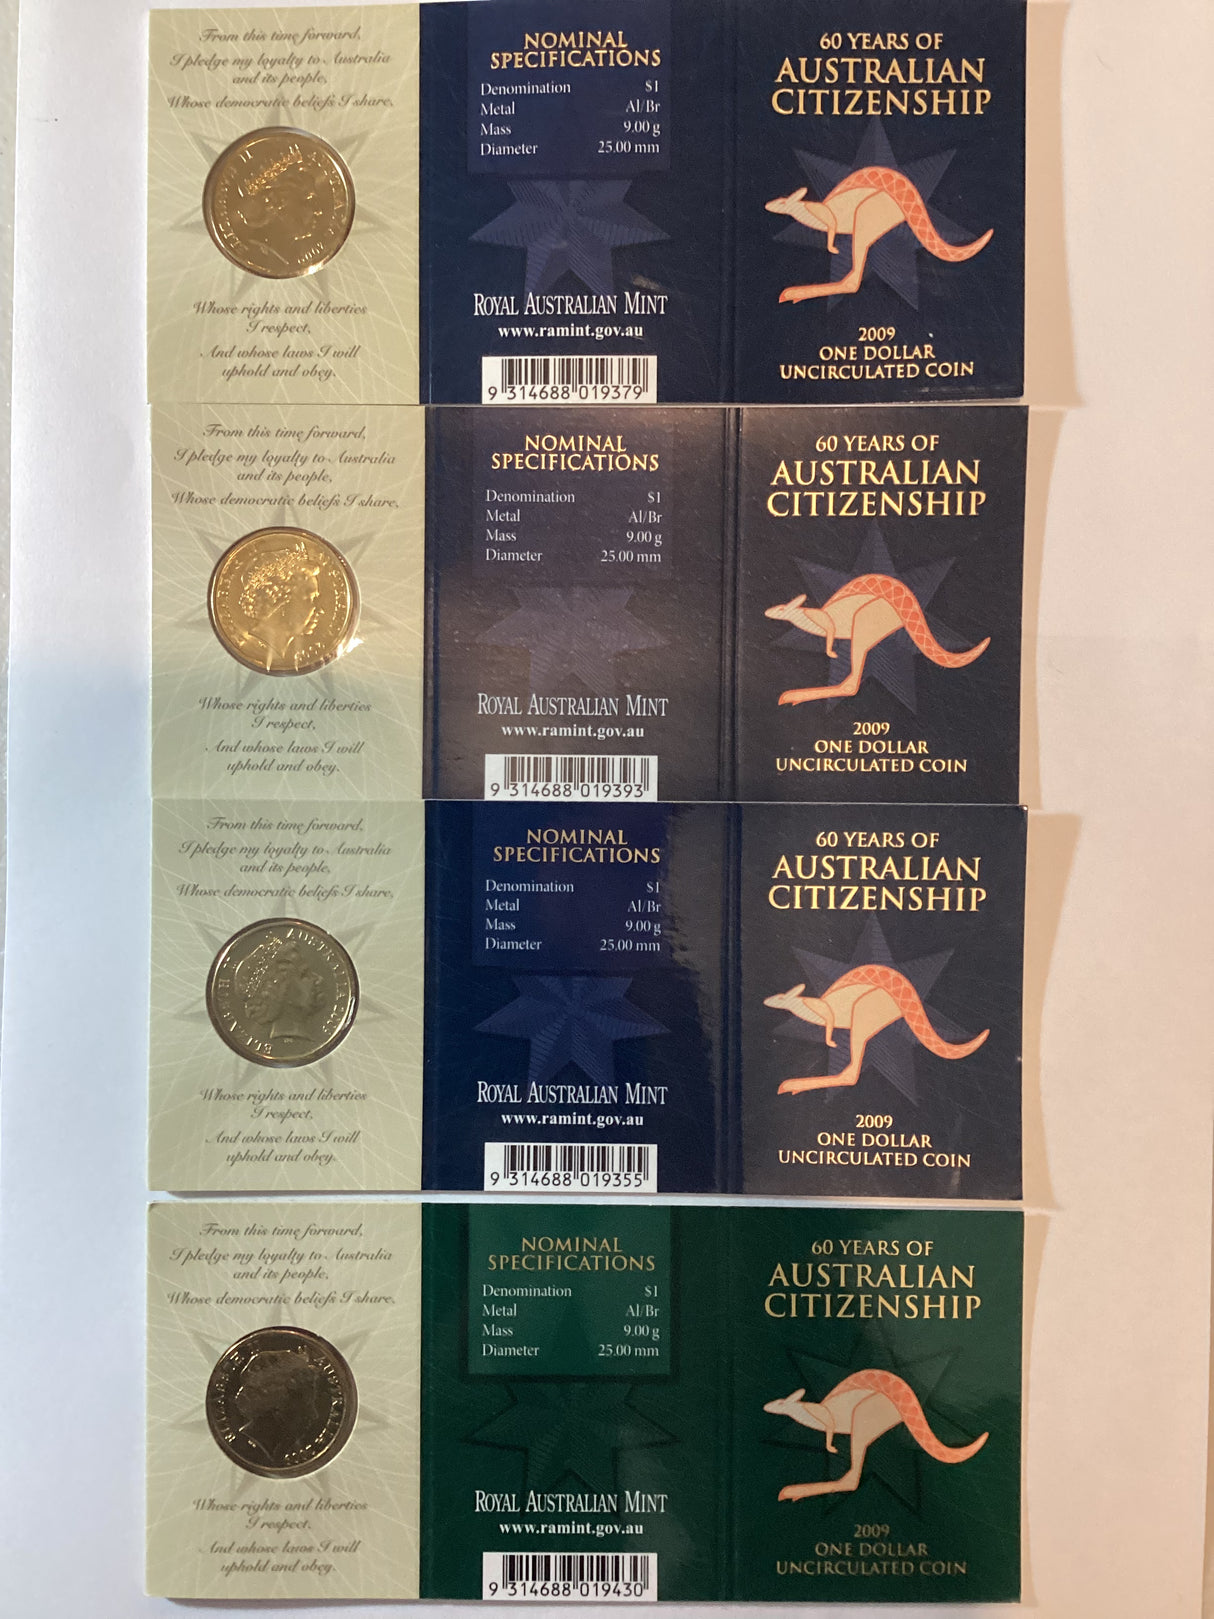 From this time forward,
I pledge my loyalty to Australia
and its people,
Whose democratic beliefs I share,
ELIZABETH II AUSTRALIA 2009
Whose rights and liberties
I respect,
And whose laws I will
uphold and obey.
NOMINAL
SPECIFICATIONS
Denomination $1
Metal Al/Br
Mass 9.00 g
Diameter 25.00 mm
ROYAL AUSTRALIAN MINT
www.ramint.gov.au
9 314688 019379
60 YEARS OF
AUSTRALIAN
CITIZENSHIP
2009
ONE DOLLAR
UNCIRCULATED COIN
From this time forward,
I pledge my loyalty to Australia
and its people,
Whose democratic beliefs I share,
Whose rights and liberties
I respect,
And whose laws I will
uphold and obey.
NOMINAL
SPECIFICATIONS
Denomination $1
Metal Al/Br
Mass 9.00 g
Diameter 25.00 mm
ROYAL AUSTRALIAN MINT
www.ramint.gov.au
9 314688 019393
60 YEARS OF
AUSTRALIAN
CITIZENSHIP
2009
ONE DOLLAR
UNCIRCULATED COIN
From this time forward,
I pledge my loyalty to Australia
and its people,
Whose democratic beliefs I share,
ELIZABETH II AUSTRALIA 2009
Whose rights and liberties
I respect,
And whose laws I will
uphold and obey.
NOMINAL
SPECIFICATIONS
Denomination $1
Metal Al/Br
Mass 9.00 g
Diameter 25.00 mm
ROYAL AUSTRALIAN MINT
www.ramint.gov.au
9 314688 019355
60 YEARS OF
AUSTRALIAN
CITIZENSHIP
2009
ONE DOLLAR
UNCIRCULATED COIN
From this time forward,
I pledge my loyalty to Australia
and its people,
Whose democratic beliefs I share,
ELIZABETH II AUSTRALIA 2009
Whose rights and liberties
I respect,
And whose laws I will
uphold and obey.
NOMINAL
SPECIFICATIONS
Denomination $1
Metal Al/Br
Mass 9.00 g
Diameter 25.00 mm
ROYAL AUSTRALIAN MINT
www.ramint.gov.au
9 314688 019430
60 YEARS OF
AUSTRALIAN
CITIZENSHIP
2009
ONE DOLLAR
UNCIRCULATED COIN